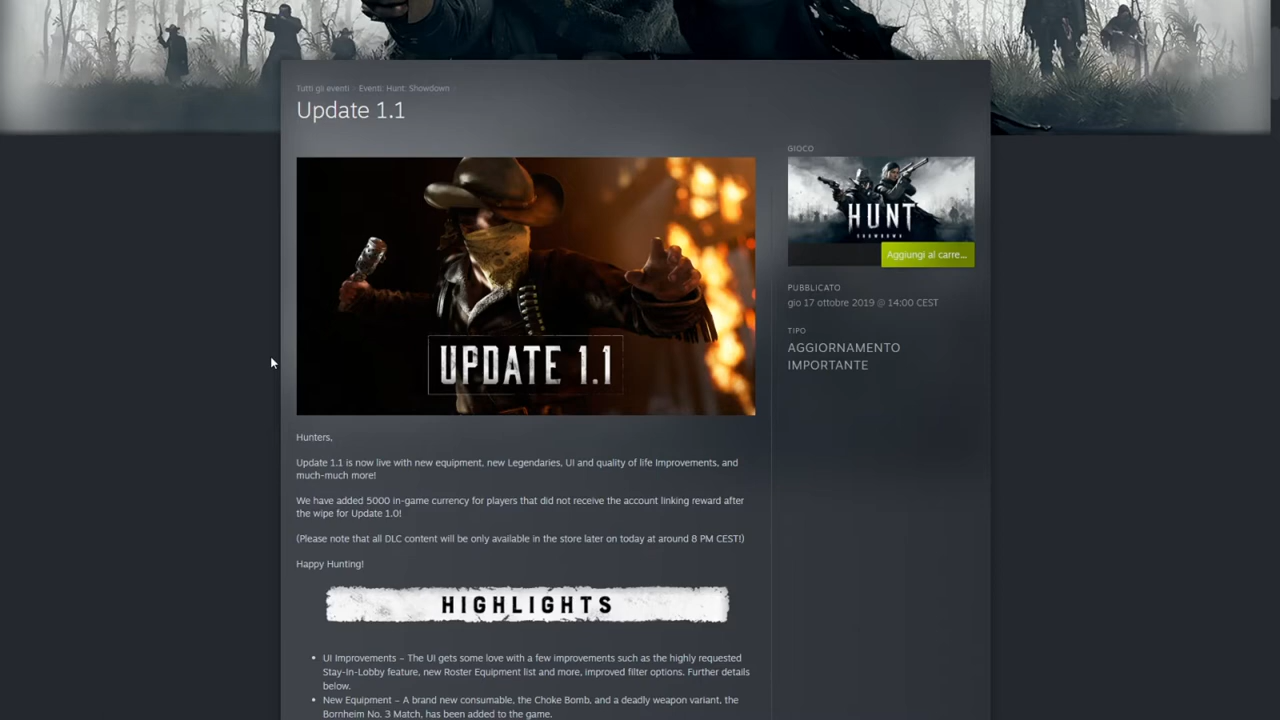 Tutti gli eventi > Eventi: Hunt: Showdown
Update 1.1
UPDATE 1.1
Hunters,
Update 1.1 is now live with new equipment, new Legendaries, UI and quality of life Improvements, and
much-much more!
We have added 5000 in-game currency for players that did not receive the account linking reward after
the wipe for Update 1.0!
(Please note that all DLC content will be only available in the store later on today at around 8 PM CEST!)
Happy Hunting!
HIGHLIGHTS
• UI Improvements – The UI gets some love with a few improvements such as the highly requested
Stay-In-Lobby feature, new Roster Equipment list and more, improved filter options. Further details
below.
• New Equipment – A brand new consumable, the Choke Bomb, and a deadly weapon variant, the
Bornheim No. 3 Match, has been added to the game.
GIOCO
HUNT
SHOWDOWN
Aggiungi al carre...
PUBBLICATO
gio 17 ottobre 2019 @ 14:00 CEST
TIPO
AGGIORNAMENTO
IMPORTANTE